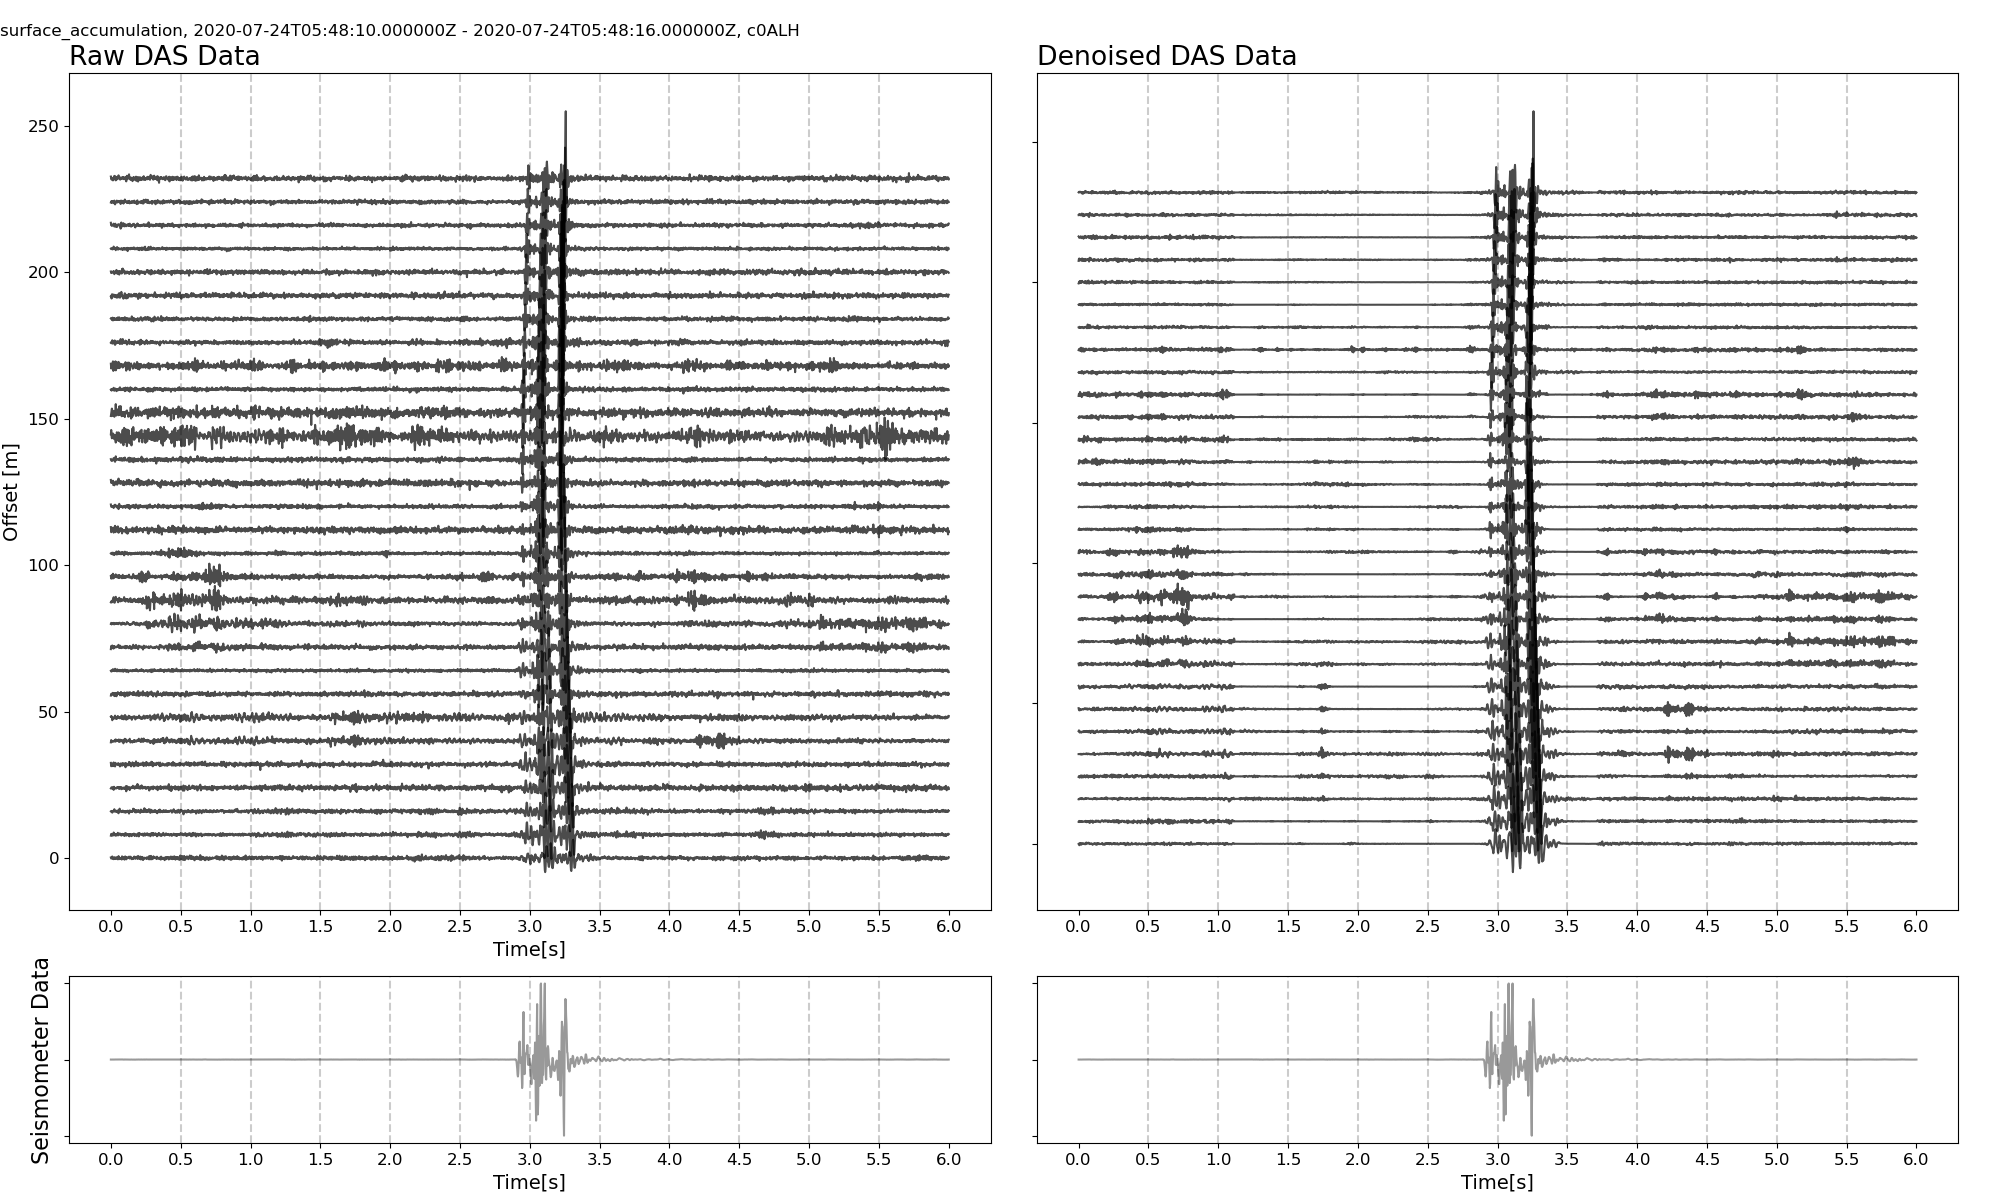 surface_accumulation, 2020-07-24T05:48:10.000000Z - 2020-07-24T05:48:16.000000Z, c0ALH
Raw DAS Data
Denoised DAS Data
Offset [m]
250
200
150
100
50
0
0.0 0.5 1.0 1.5 2.0 2.5 3.0 3.5 4.0 4.5 5.0 5.5 6.0
Time[s]
0.0 0.5 1.0 1.5 2.0 2.5 3.0 3.5 4.0 4.5 5.0 5.5 6.0
Seismometer Data
0.0 0.5 1.0 1.5 2.0 2.5 3.0 3.5 4.0 4.5 5.0 5.5 6.0
Time[s]
0.0 0.5 1.0 1.5 2.0 2.5 3.0 3.5 4.0 4.5 5.0 5.5 6.0
Time[s]